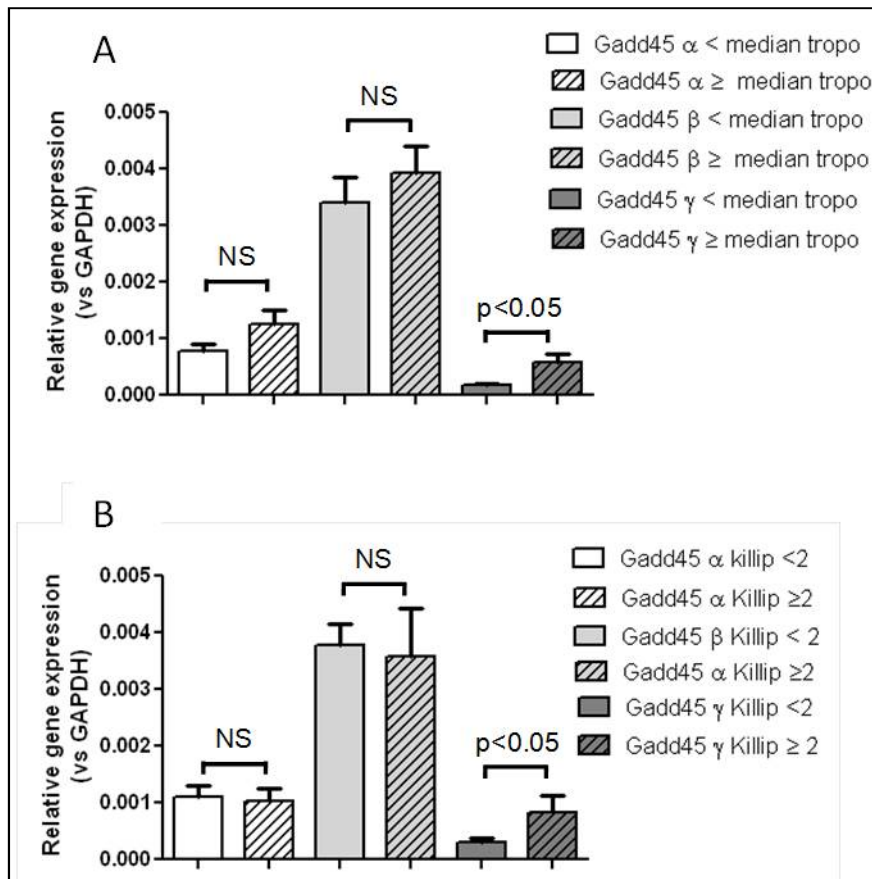 A
Gadd45 α < median tropo
Gadd45 α ≥ median tropo
Gadd45 β < median tropo
Gadd45 β ≥ median tropo
Gadd45 γ < median tropo
Gadd45 γ ≥ median tropo
Relative gene expression
(vs GAPDH)
0.005
0.004
0.003
0.002
0.001
0.000
NS
NS
p<0.05
B
Gadd45 α killip <2
Gadd45 α Killip ≥2
Gadd45 β Killip < 2
Gadd45 α Killip ≥2
Gadd45 γ Killip <2
Gadd45 γ Killip ≥ 2
Relative gene expression
(vs GAPDH)
0.005
0.004
0.003
0.002
0.001
0.000
NS
NS
p<0.05